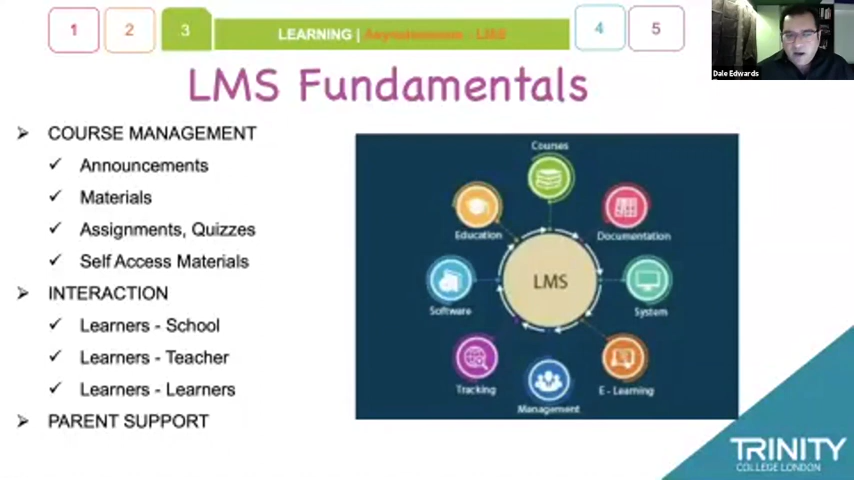 1
2
3
LEARNING | Asynchronous - LMS
4
5
Dale Edwards
LMS Fundamentals
➢ COURSE MANAGEMENT
✓ Announcements
✓ Materials
✓ Assignments, Quizzes
✓ Self Access Materials
➢ INTERACTION
✓ Learners - School
✓ Learners - Teacher
✓ Learners - Learners
➢ PARENT SUPPORT
Courses
Education
Documentation
LMS
Software
System
Tracking
E - Learning
Management
TRINITY
COLLEGE LONDON